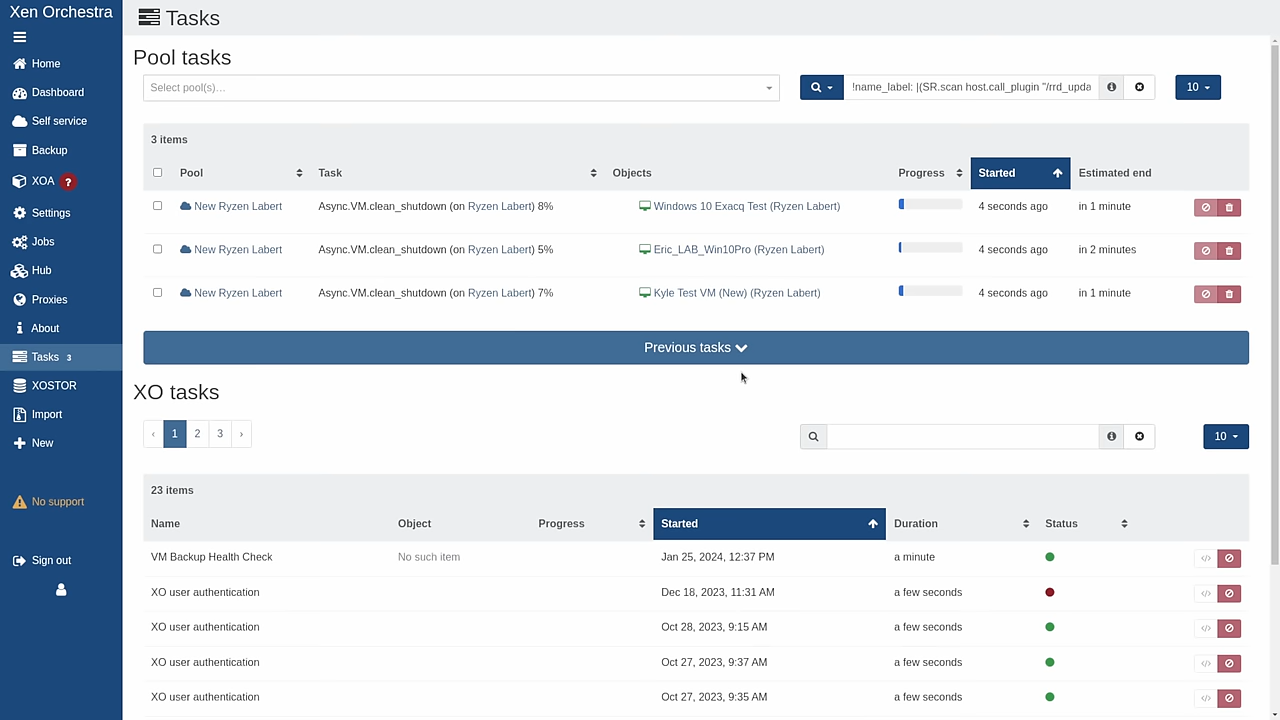 Xen Orchestra
Tasks
Home
Dashboard
Self service
Backup
XOA ?
Settings
Jobs
Hub
Proxies
About
Tasks 3
XOSTOR
Import
New
No support
Sign out
Pool tasks
Select pool(s)…
!name_label: |(SR.scan host.call_plugin "/rrd_upda
10
3 items
Pool Task Objects Progress Started Estimated end
New Ryzen Labert Async.VM.clean_shutdown (on Ryzen Labert) 8% Windows 10 Exacq Test (Ryzen Labert) 4 seconds ago in 1 minute
New Ryzen Labert Async.VM.clean_shutdown (on Ryzen Labert) 5% Eric_LAB_Win10Pro (Ryzen Labert) 4 seconds ago in 2 minutes
New Ryzen Labert Async.VM.clean_shutdown (on Ryzen Labert) 7% Kyle Test VM (New) (Ryzen Labert) 4 seconds ago in 1 minute
Previous tasks
XO tasks
‹ 1 2 3 ›
10
23 items
Name Object Progress Started Duration Status
VM Backup Health Check No such item Jan 25, 2024, 12:37 PM a minute
XO user authentication Dec 18, 2023, 11:31 AM a few seconds
XO user authentication Oct 28, 2023, 9:15 AM a few seconds
XO user authentication Oct 27, 2023, 9:37 AM a few seconds
XO user authentication Oct 27, 2023, 9:35 AM a few seconds